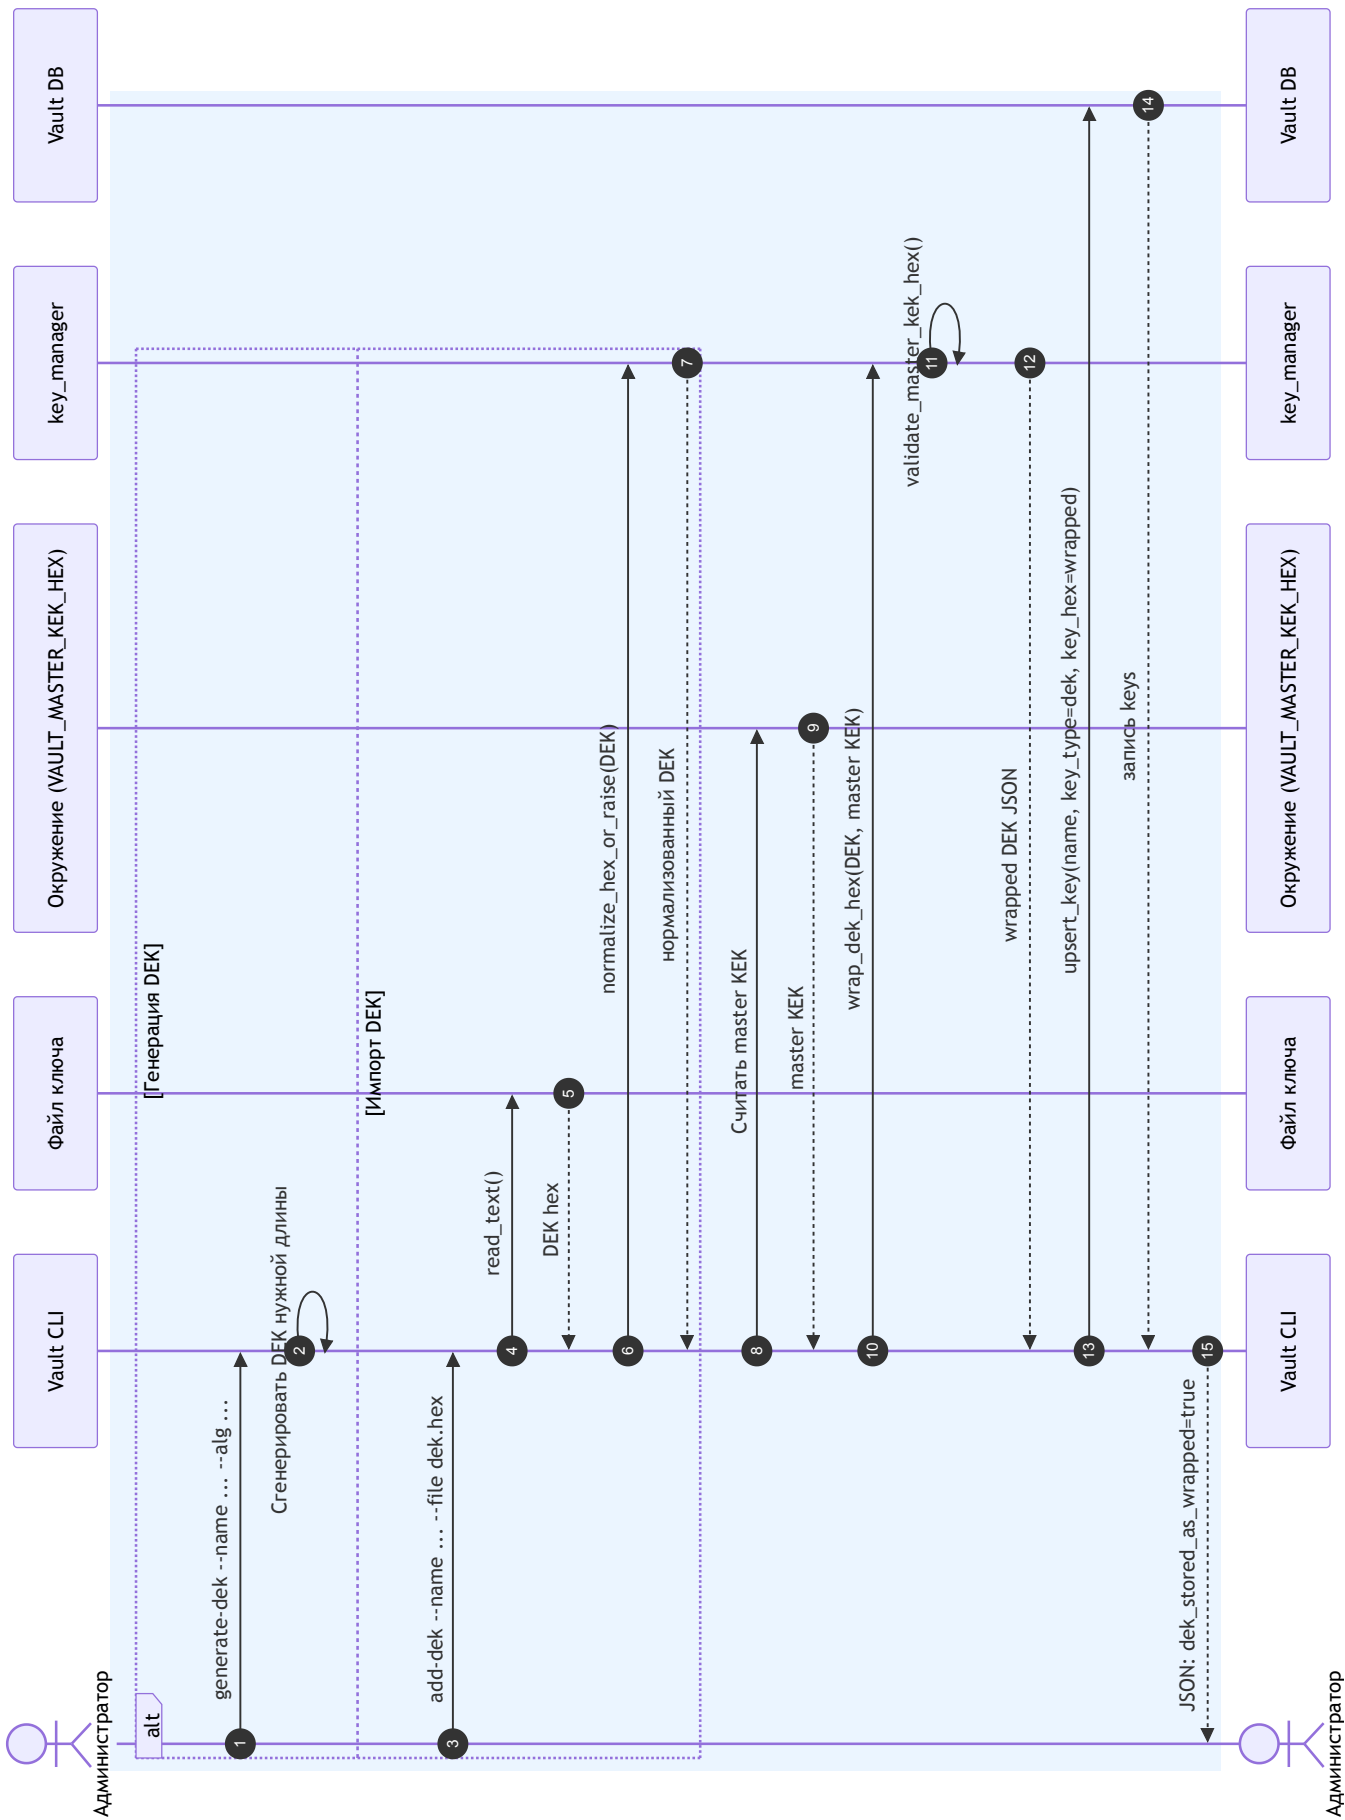 Администратор
Vault CLI
Файл ключа
Окружение (VAULT_MASTER_KEK_HEX)
key_manager
Vault DB
alt
[Генерация DEK]
1
generate-dek --name ... --alg ...
2
Сгенерировать DEK нужной длины
[Импорт DEK]
3
add-dek --name ... --file dek.hex
4
read_text()
5
DEK hex
6
normalize_hex_or_raise(DEK)
7
нормализованный DEK
8
Считать master KEK
9
master KEK
10
wrap_dek_hex(DEK, master KEK)
11
validate_master_kek_hex()
12
wrapped DEK JSON
13
upsert_key(name, key_type=dek, key_hex=wrapped)
14
запись keys
15
JSON: dek_stored_as_wrapped=true
Администратор
Vault CLI
Файл ключа
Окружение (VAULT_MASTER_KEK_HEX)
key_manager
Vault DB